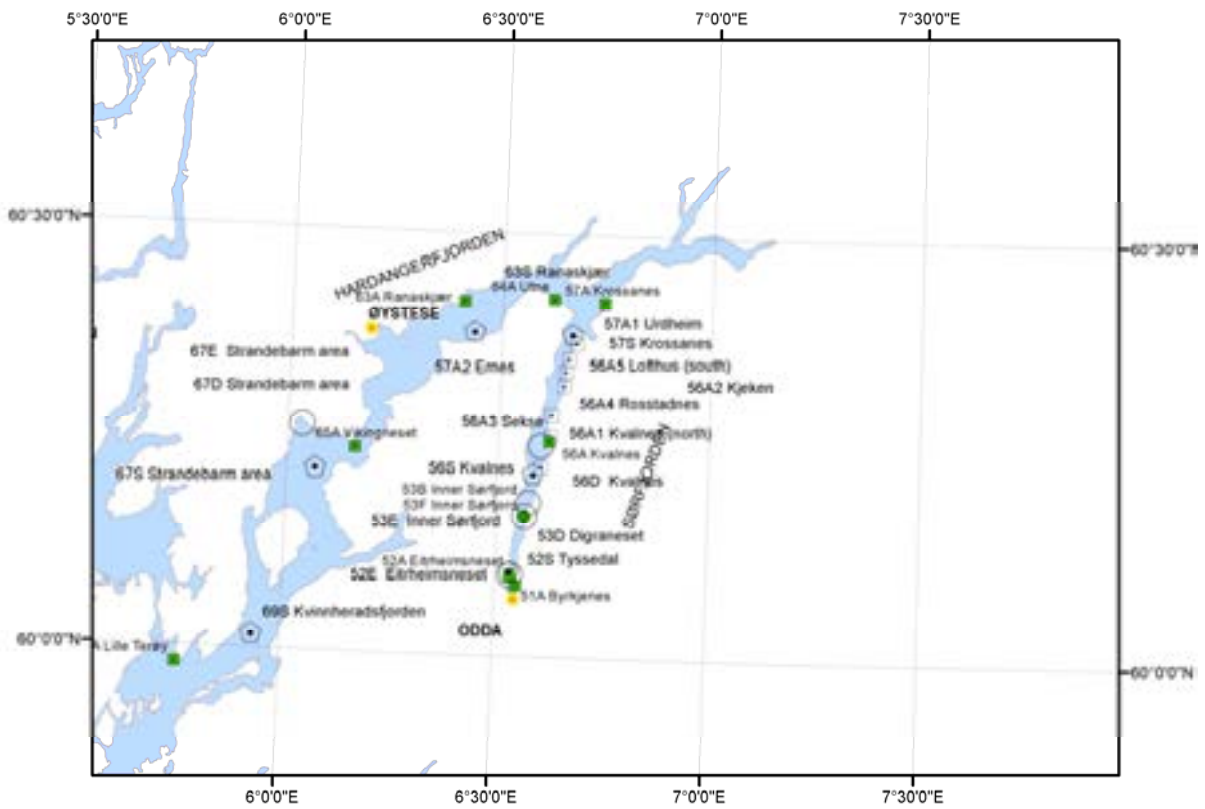 5°30'0"E 6°0'0"E 6°30'0"E 7°0'0"E 7°30'0"E
60°30'0"N
60°30'0"N
HARDANGERFJORDEN
63S Ranaskjær
64A Utne
57A Krossanes
63A Ranaskjær
ØYSTESE
57A1 Urdheim
57S Krossanes
67E Strandebarm area
57A2 Ernes
56A5 Lofthus (south)
67D Strandebarm area
56A2 Kjeken
56A4 Rosstadnes
56A3 Sekse
65A Vikingneset
56A1 Kvalnes (north)
56A Kvalnes
56S Kvalnes
67S Strandebarm area
56D Kvalnes
SØRFJORDEN
53B Inner Sørfjord
53F Inner Sørfjord
53E Inner Sørfjord
53D Digraneset
52A Eitrheimsneset
52S Tyssedal
52E Eitrheimsneset
51A Byrkjenes
69S Kvinnheradsfjorden
ODDA
60°0'0"N
A Lille Terøy
60°0'0"N
6°0'0"E 6°30'0"E 7°0'0"E 7°30'0"E